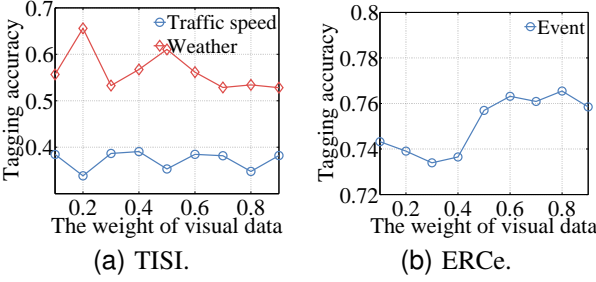 0.7
0.6
0.5
0.4
Tagging accuracy
Traffic speed
Weather
0.2 0.4 0.6 0.8
The weight of visual data
(a) TISI.
0.8
0.78
0.76
0.74
0.72
Tagging accuracy
Event
0.2 0.4 0.6 0.8
The weight of visual data
(b) ERCe.